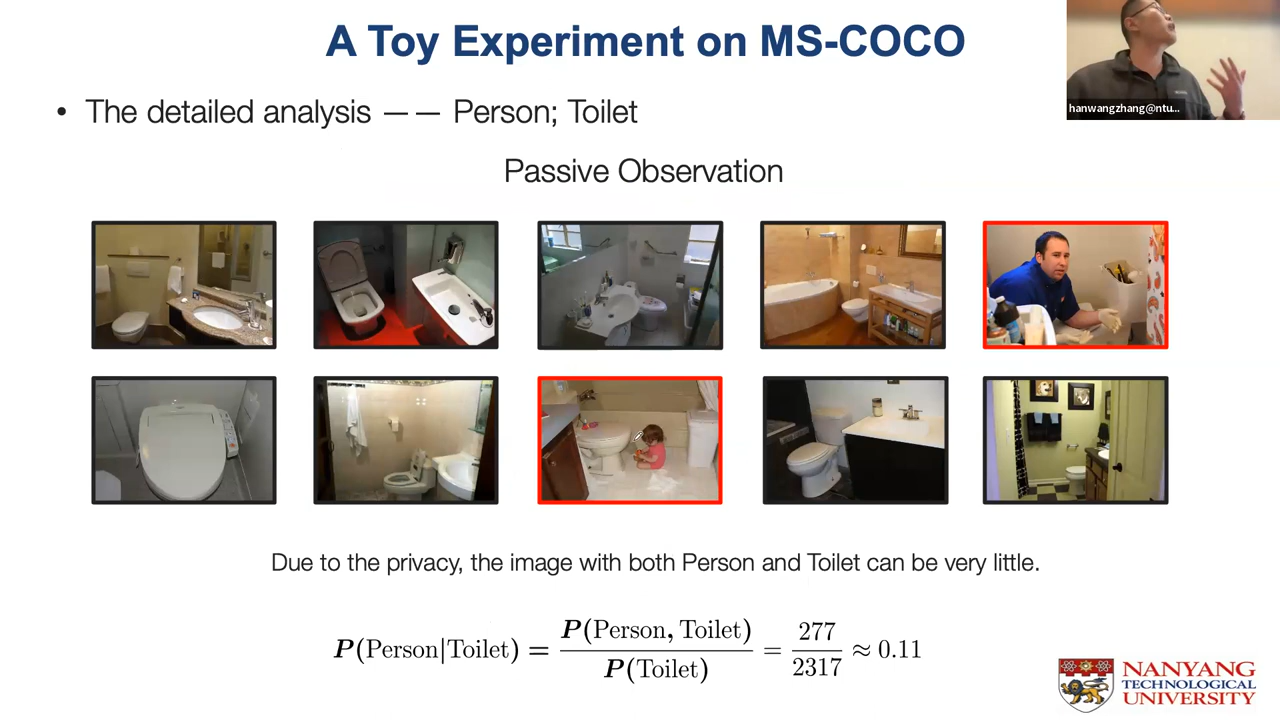 A Toy Experiment on MS-COCO
hanwangzhang@ntu...
• The detailed analysis —— Person; Toilet
Passive Observation
Due to the privacy, the image with both Person and Toilet can be very little.
P(Person|Toilet) = P(Person, Toilet) / P(Toilet) = 277 / 2317 ≈ 0.11
NANYANG
TECHNOLOGICAL
UNIVERSITY